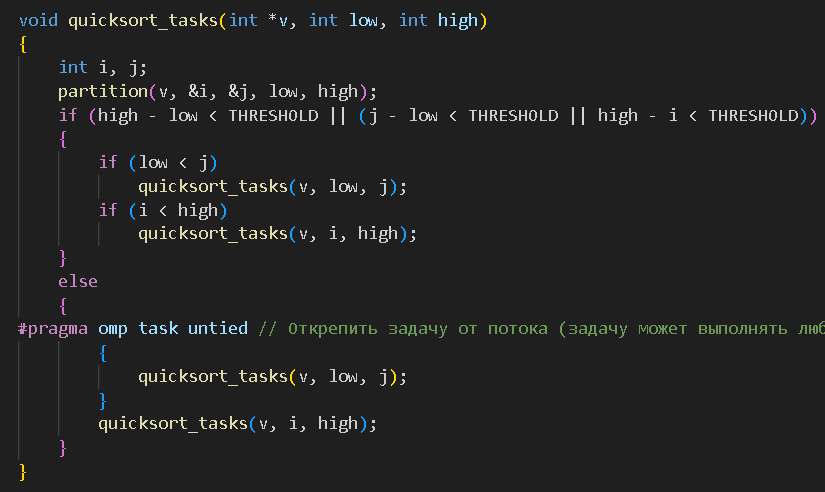 void quicksort_tasks(int *v, int low, int high)
{
    int i, j;
    partition(v, &i, &j, low, high);
    if (high - low < THRESHOLD || (j - low < THRESHOLD || high - i < THRESHOLD))
    {
        if (low < j)
            quicksort_tasks(v, low, j);
        if (i < high)
            quicksort_tasks(v, i, high);
    }
    else
    {
#pragma omp task untied // Открепить задачу от потока (задачу может выполнять
        {
            quicksort_tasks(v, low, j);
        }
        quicksort_tasks(v, i, high);
    }
}